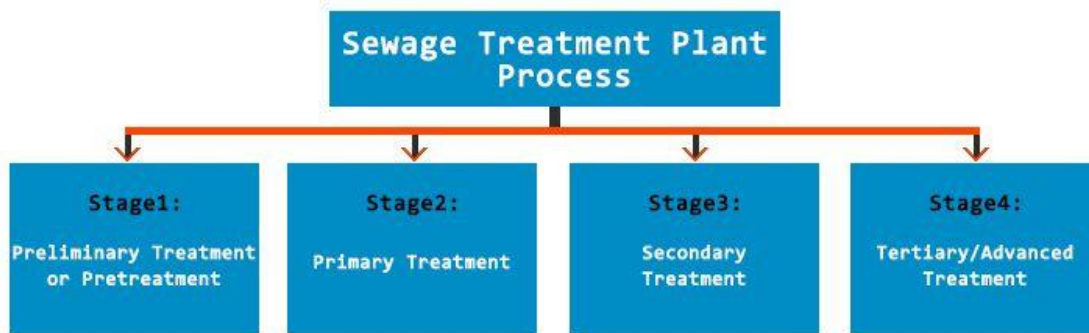 Sewage Treatment Plant
Process
Stage1:
Preliminary Treatment
or Pretreatment
Stage2:
Primary Treatment
Stage3:
Secondary
Treatment
Stage4:
Tertiary/Advanced
Treatment